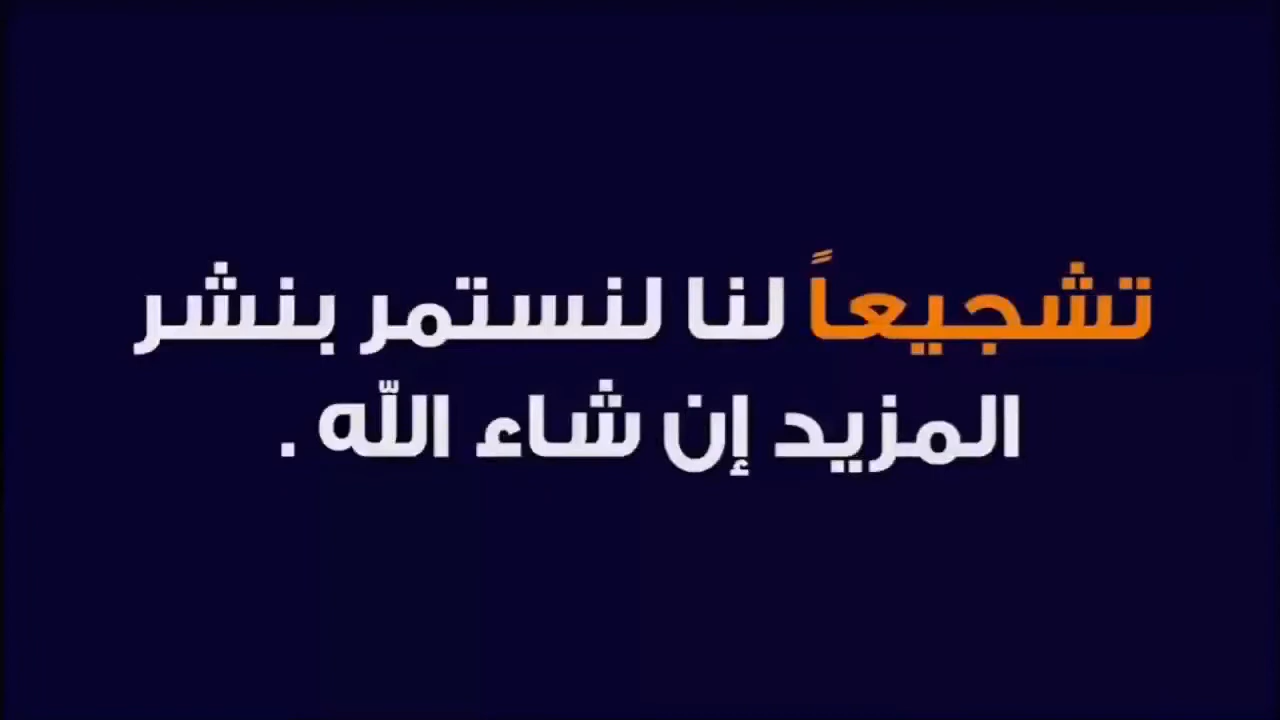 تشجيعاً لنا لنستمر بنشر
المزيد إن شاء اللّه .